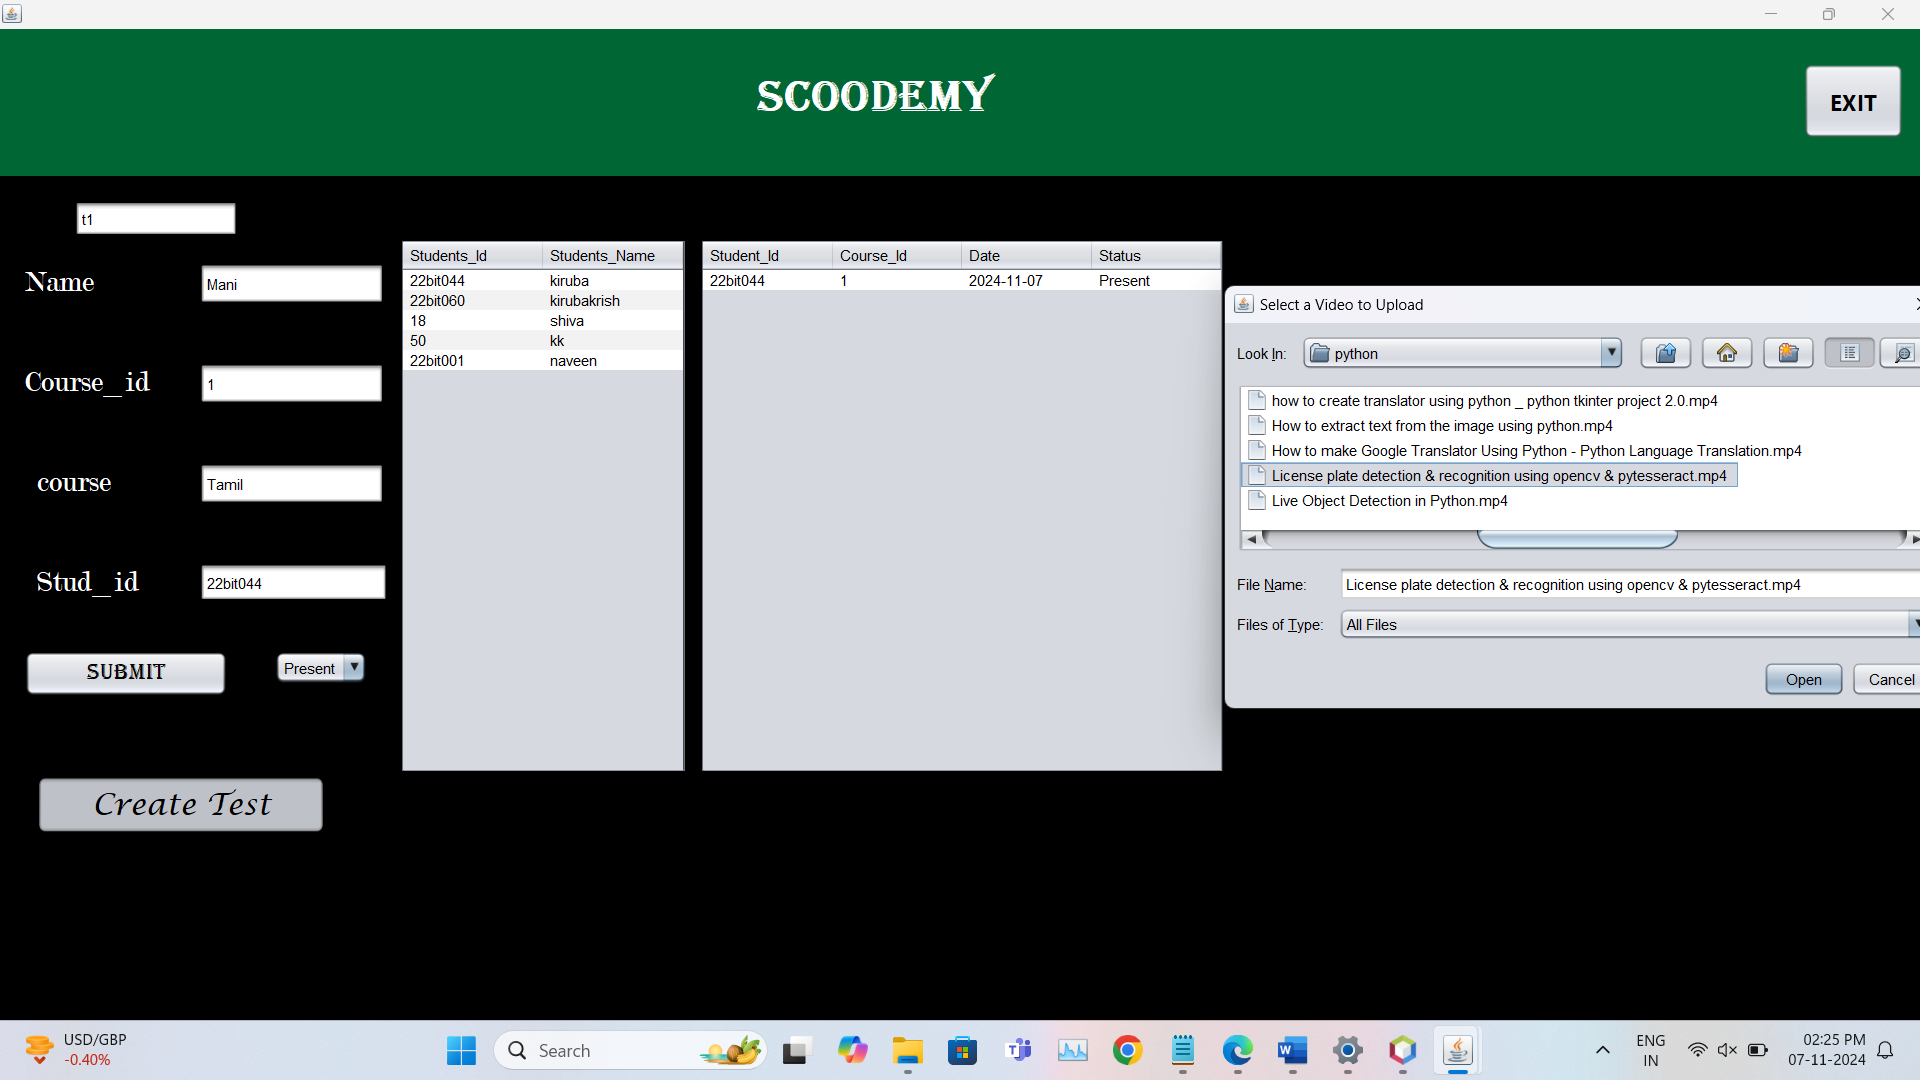 SCOODEMY
EXIT
t1
Name
Mani
Course_id
1
course
Tamil
Stud_id
22bit044
SUBMIT
Present
Create Test
Students_Id Students_Name
22bit044 kiruba
22bit060 kirubakrish
18 shiva
50 kk
22bit001 naveen
Student_Id Course_Id Date Status
22bit044 1 2024-11-07 Present
Select a Video to Upload
Look In: python
how to create translator using python _ python tkinter project 2.0.mp4
How to extract text from the image using python.mp4
How to make Google Translator Using Python - Python Language Translation.mp4
License plate detection & recognition using opencv & pytesseract.mp4
Live Object Detection in Python.mp4
File Name: License plate detection & recognition using opencv & pytesseract.mp4
Files of Type: All Files
Open Cancel
USD/GBP
-0.40%
Search
ENG
IN
02:25 PM
07-11-2024